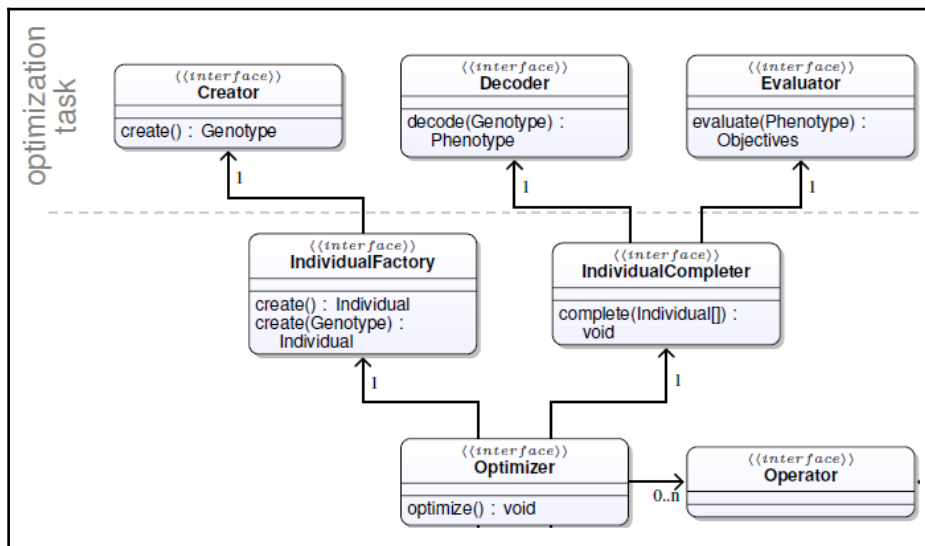 optimization
task
⟨⟨interface⟩⟩
Creator
create() : Genotype
⟨⟨interface⟩⟩
Decoder
decode(Genotype) :
Phenotype
⟨⟨interface⟩⟩
Evaluator
evaluate(Phenotype) :
Objectives
1
1
1
⟨⟨interface⟩⟩
IndividualFactory
create() : Individual
create(Genotype) :
Individual
⟨⟨interface⟩⟩
IndividualCompleter
complete(Individual[]) :
void
1
1
⟨⟨interface⟩⟩
Optimizer
optimize() : void
0..n
⟨⟨interface⟩⟩
Operator